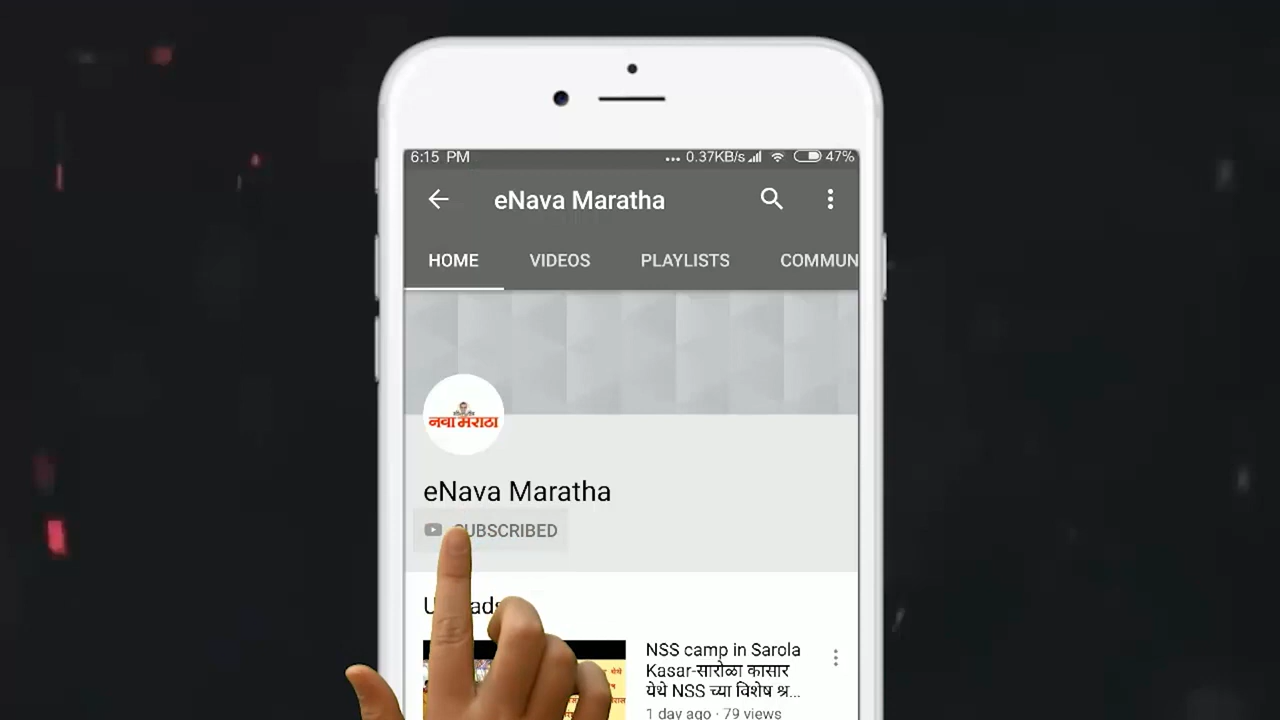 6:15 PM ... 0.37KB/s 47%
eNava Maratha
HOME VIDEOS PLAYLISTS COMMUN
नवा मराठा
eNava Maratha
SUBSCRIBED
NSS camp in Sarola
Kasar-सारोळा कासार
येथे NSS च्या विशेष श्र...
1 day ago · 79 views